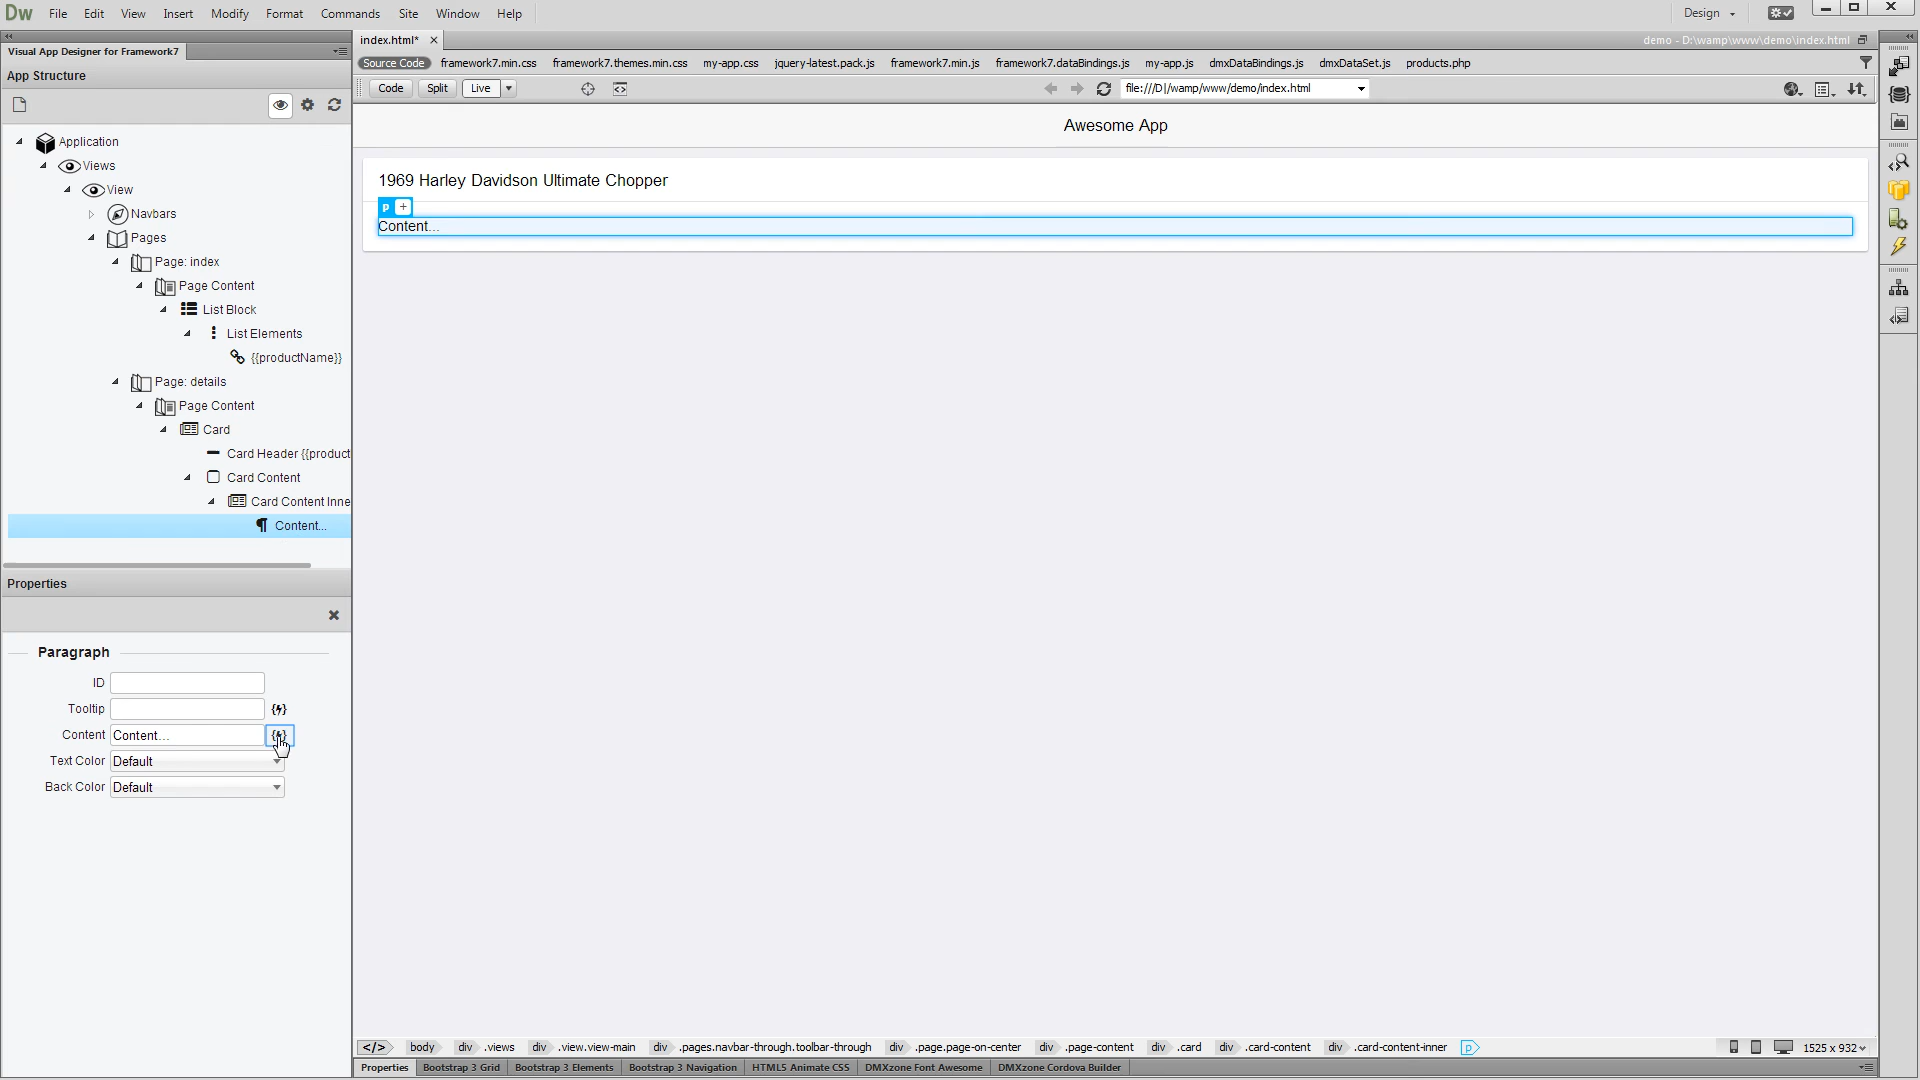 Dw File Edit View Insert Modify Format Commands Site Window Help Design
Visual App Designer for Framework7
index.html*
demo - D:\wamp\www\demo\index.html
App Structure
Source Code framework7.min.css framework7.themes.min.css my-app.css jquery-latest.pack.js framework7.min.js framework7.dataBindings.js my-app.js dmxDataBindings.js dmxDataSet.js products.php
Code Split Live
file:///D|/wamp/www/demo/index.html
Awesome App
1969 Harley Davidson Ultimate Chopper
p +
Content...
Application
Views
View
Navbars
Pages
Page: index
Page Content
List Block
List Elements
{{productName}}
Page: details
Page Content
Card
Card Header {{product
Card Content
Card Content Inne
Content...
Properties
Paragraph
ID
Tooltip
Content Content...
Text Color Default
Back Color Default
</> body div .views div .view.view-main div .pages.navbar-through.toolbar-through div .page.page-on-center div .page-content div .card div .card-content div .card-content-inner p
1525 x 932
Properties Bootstrap 3 Grid Bootstrap 3 Elements Bootstrap 3 Navigation HTML5 Animate CSS DMXzone Font Awesome DMXzone Cordova Builder